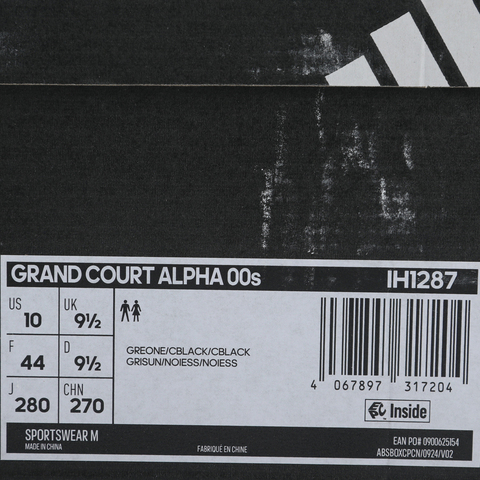 GRAND COURT ALPHA 00s IH1287
US 10 UK 9½
F 44 D 9½
J 280 CHN 270
GREONE/CBLACK/CBLACK
GRISUN/NOIESS/NOIESS
4 067897 317204
Inside
SPORTSWEAR M
MADE IN CHINA
FABRIQUÉ EN CHINE
EAN PO# 0900625154
ABSBOXCPCN/0924/V02